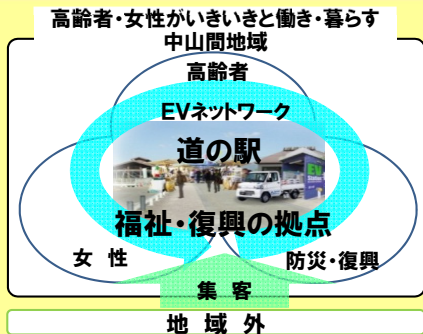 高齢者・女性がいきいきと働き・暮らす
中山間地域
高齢者
EVネットワーク
道の駅
EV
福祉・復興の拠点
女性
防災・復興
集客
地域外